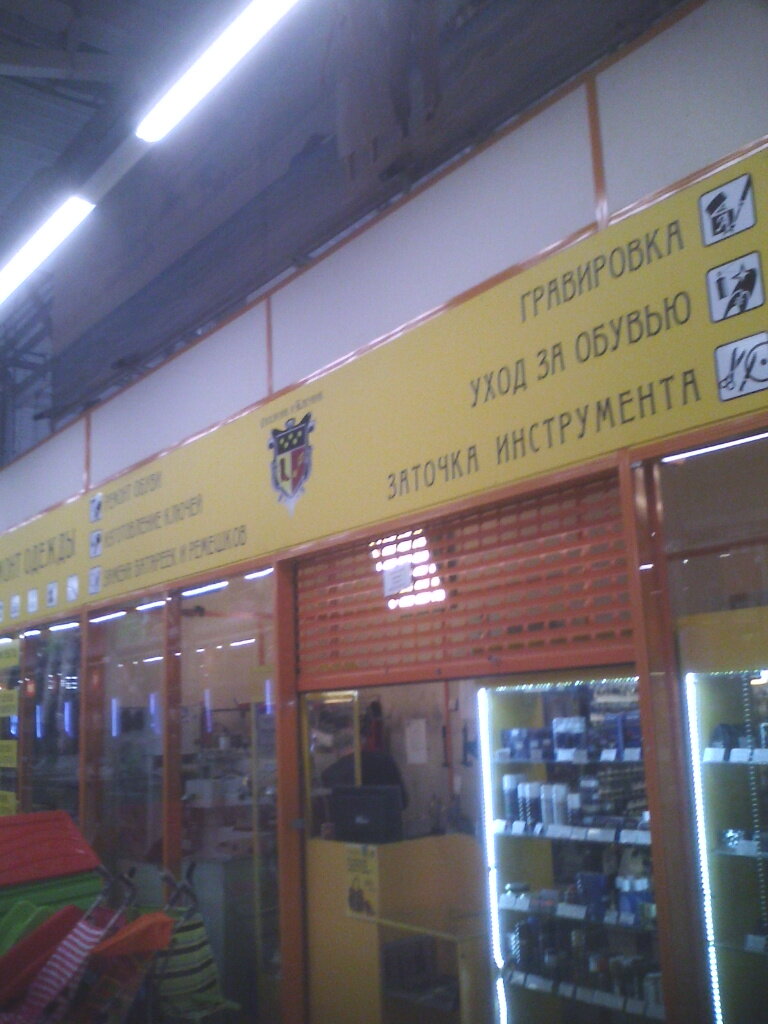 ОНТ ОДЕЖДЫ
РЕМОНТ ОБУВИ
ИЗГОТОВЛЕНИЕ КЛЮЧЕЙ
ЗАМЕНА БАТАРЕЕК И РЕМЕШКОВ
ГРАВИРОВКА
УХОД ЗА ОБУВЬЮ
ЗАТОЧКА ИНСТРУМЕНТА